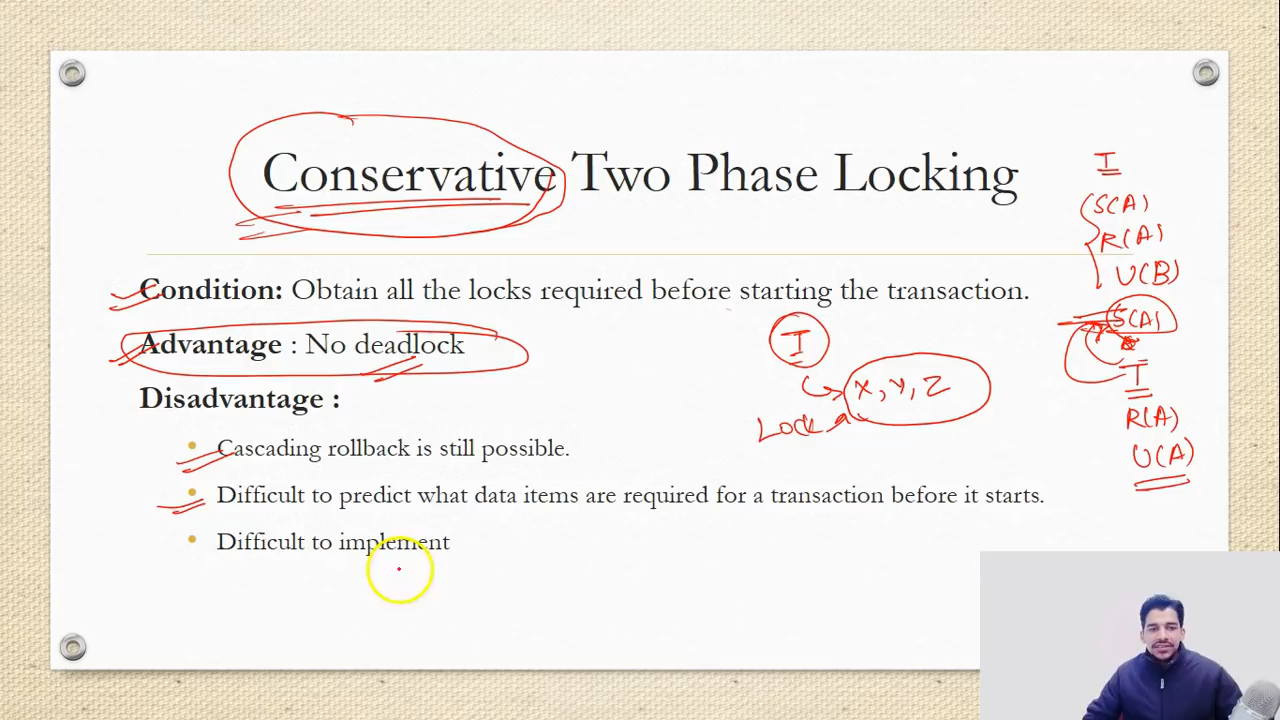 Conservative Two Phase Locking
Condition: Obtain all the locks required before starting the transaction.
Advantage : No deadlock
Disadvantage :
Cascading rollback is still possible.
Difficult to predict what data items are required for a transaction before it starts.
Difficult to implement
T
X, Y, Z
Lock
T
S(A)
R(A)
U(B)
S(A)
T
R(A)
U(A)